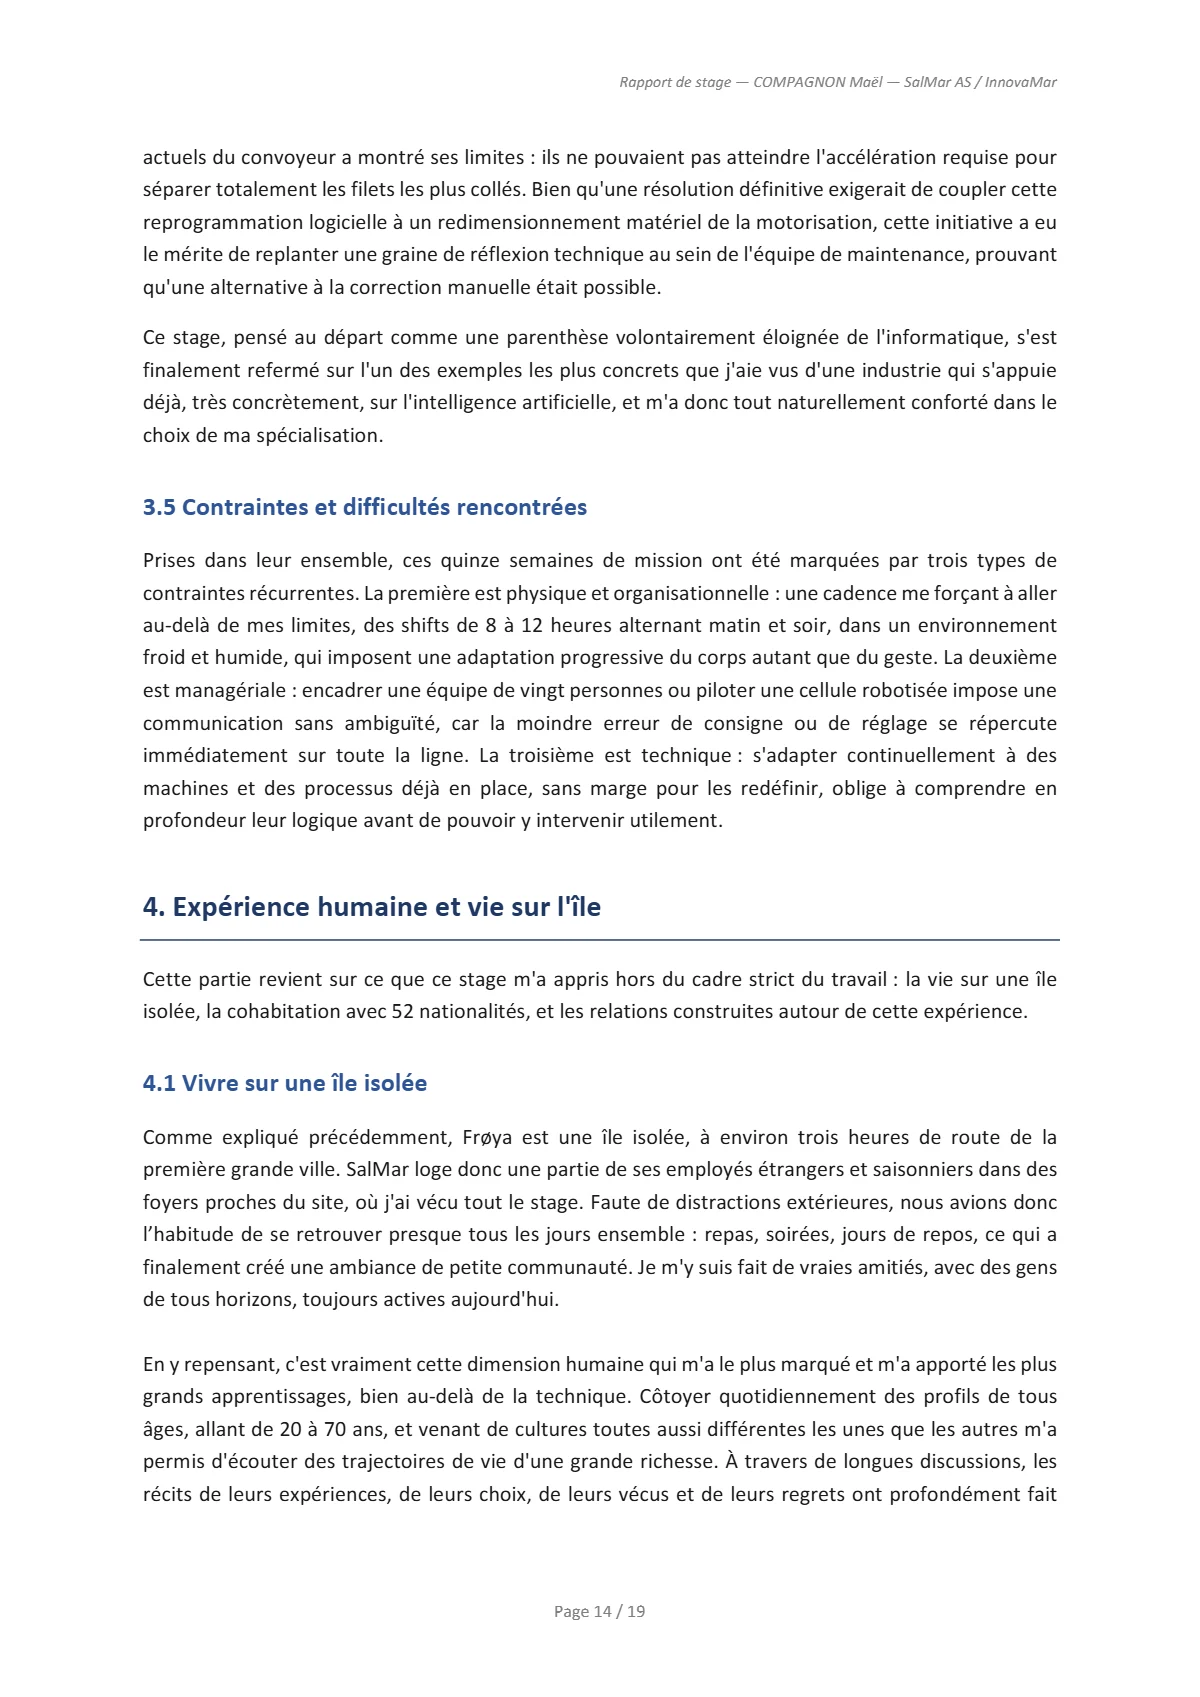 Rapport de stage — COMPAGNON Maël — SalMar AS / InnovaMar
actuels du convoyeur a montré ses limites : ils ne pouvaient pas atteindre l'accélération requise pour
séparer totalement les filets les plus collés. Bien qu'une résolution définitive exigerait de coupler cette
reprogrammation logicielle à un redimensionnement matériel de la motorisation, cette initiative a eu
le mérite de replanter une graine de réflexion technique au sein de l'équipe de maintenance, prouvant
qu'une alternative à la correction manuelle était possible.
Ce stage, pensé au départ comme une parenthèse volontairement éloignée de l'informatique, s'est
finalement refermé sur l'un des exemples les plus concrets que j'aie vus d'une industrie qui s'appuie
déjà, très concrètement, sur l'intelligence artificielle, et m'a donc tout naturellement conforté dans le
choix de ma spécialisation.
3.5 Contraintes et difficultés rencontrées
Prises dans leur ensemble, ces quinze semaines de mission ont été marquées par trois types de
contraintes récurrentes. La première est physique et organisationnelle : une cadence me forçant à aller
au-delà de mes limites, des shifts de 8 à 12 heures alternant matin et soir, dans un environnement
froid et humide, qui imposent une adaptation progressive du corps autant que du geste. La deuxième
est managériale : encadrer une équipe de vingt personnes ou piloter une cellule robotisée impose une
communication sans ambiguïté, car la moindre erreur de consigne ou de réglage se répercute
immédiatement sur toute la ligne. La troisième est technique : s'adapter continuellement à des
machines et des processus déjà en place, sans marge pour les redéfinir, oblige à comprendre en
profondeur leur logique avant de pouvoir y intervenir utilement.
4. Expérience humaine et vie sur l'île
Cette partie revient sur ce que ce stage m'a appris hors du cadre strict du travail : la vie sur une île
isolée, la cohabitation avec 52 nationalités, et les relations construites autour de cette expérience.
4.1 Vivre sur une île isolée
Comme expliqué précédemment, Frøya est une île isolée, à environ trois heures de route de la
première grande ville. SalMar loge donc une partie de ses employés étrangers et saisonniers dans des
foyers proches du site, où j'ai vécu tout le stage. Faute de distractions extérieures, nous avions donc
l’habitude de se retrouver presque tous les jours ensemble : repas, soirées, jours de repos, ce qui a
finalement créé une ambiance de petite communauté. Je m'y suis fait de vraies amitiés, avec des gens
de tous horizons, toujours actives aujourd'hui.
En y repensant, c'est vraiment cette dimension humaine qui m'a le plus marqué et m'a apporté les plus
grands apprentissages, bien au-delà de la technique. Côtoyer quotidiennement des profils de tous
âges, allant de 20 à 70 ans, et venant de cultures toutes aussi différentes les unes que les autres m'a
permis d'écouter des trajectoires de vie d'une grande richesse. À travers de longues discussions, les
récits de leurs expériences, de leurs choix, de leurs vécus et de leurs regrets ont profondément fait
Page 14 / 19